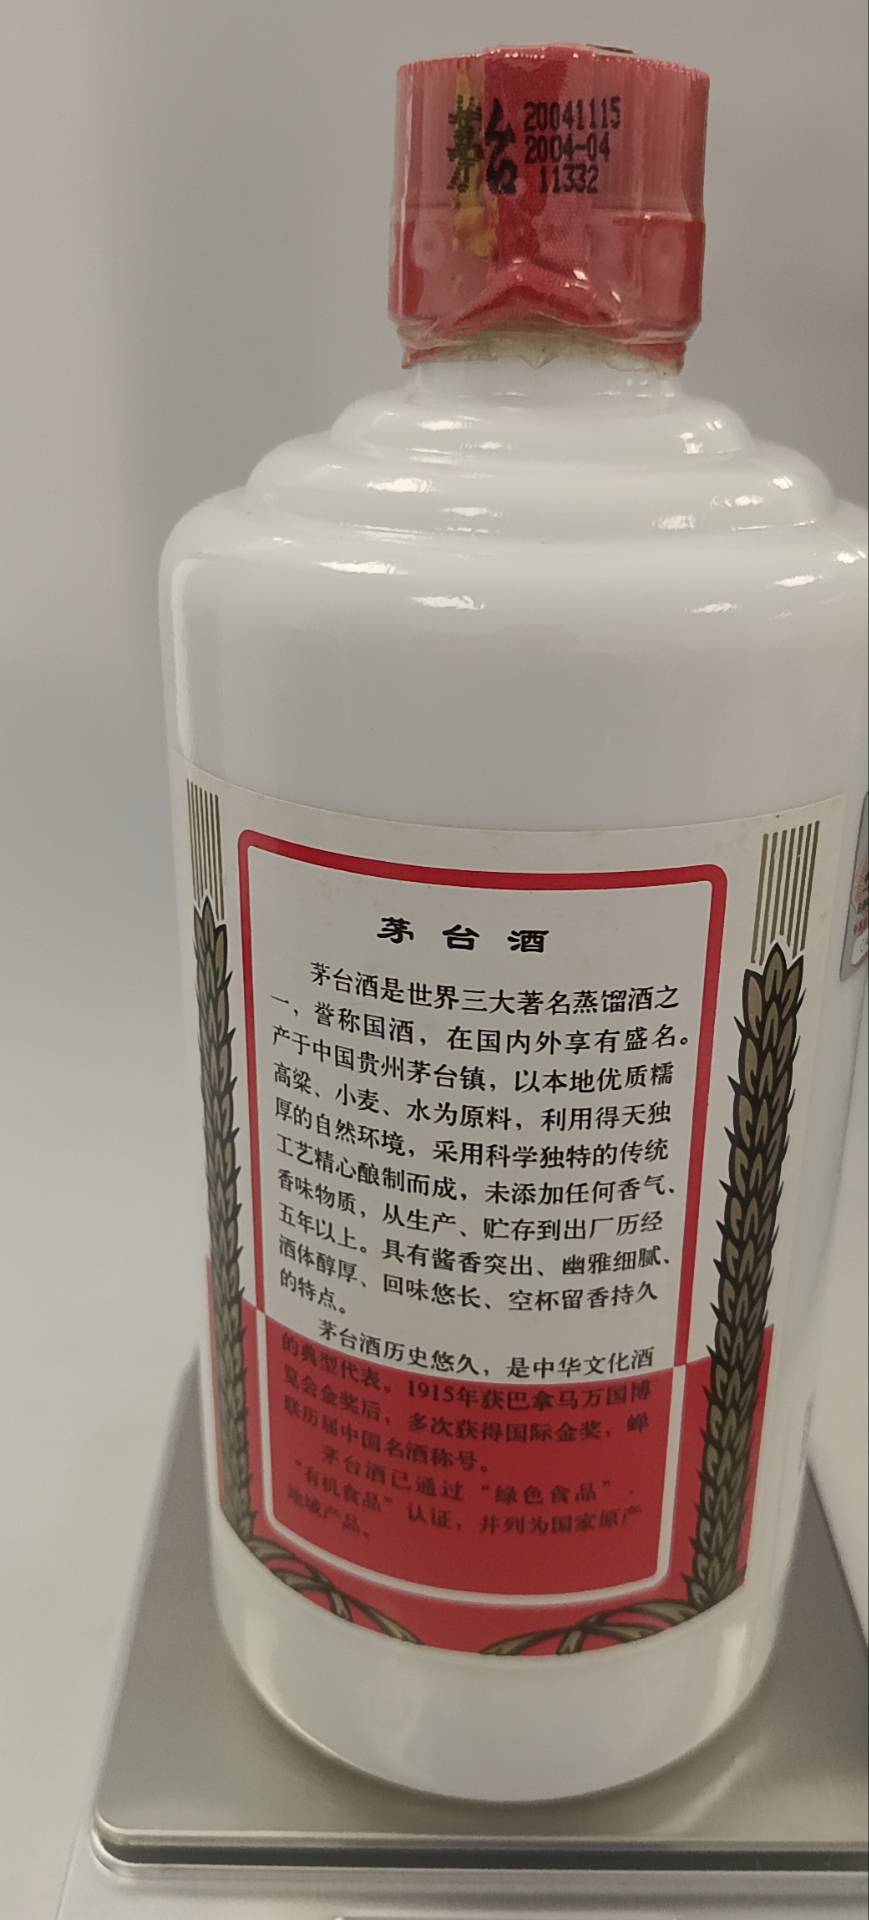 茅台
20041115
2004-04
11332
茅台酒
茅台酒是世界三大著名蒸馏酒之
一，誉称国酒，在国内外享有盛名。
产于中国贵州茅台镇，以本地优质糯
高粱、小麦、水为原料，利用得天独
厚的自然环境，采用科学独特的传统
工艺精心酿制而成，未添加任何香气、
香味物质，从生产、贮存到出厂历经
五年以上。具有酱香突出、幽雅细腻、
酒体醇厚、回味悠长、空杯留香持久
的特点。
茅台酒历史悠久，是中华文化酒
的典型代表。1915年获巴拿马万国博
览会金奖后，多次获得国际金奖，蝉
联历届中国名酒称号。
茅台酒已通过“绿色食品”、
“有机食品”认证，并列为国家原产
地域产品。